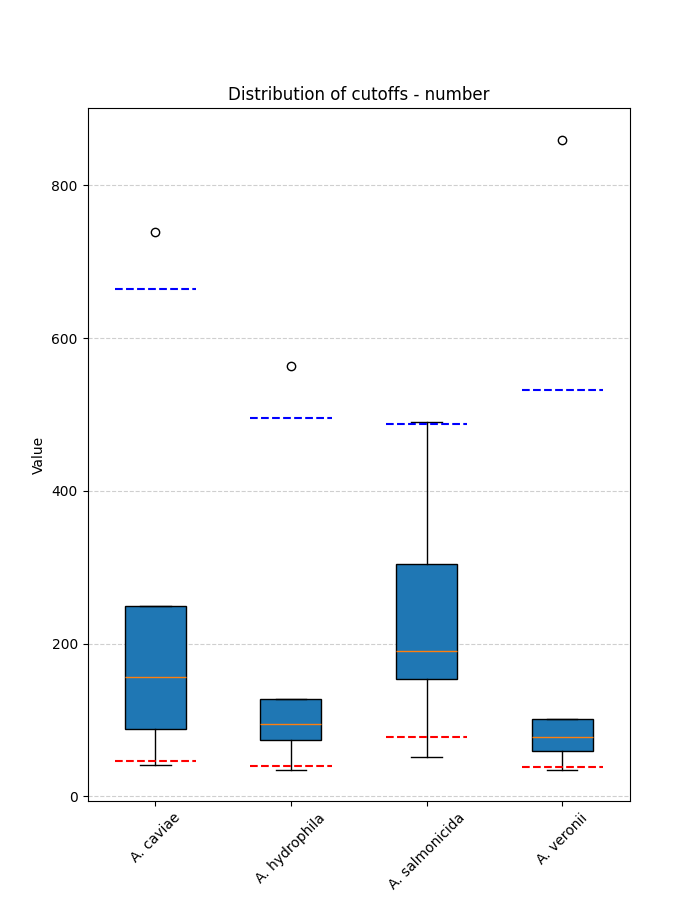 Distribution of cutoffs - number
Value
800
600
400
200
0
A. caviae
A. hydrophila
A. salmonicida
A. veronii